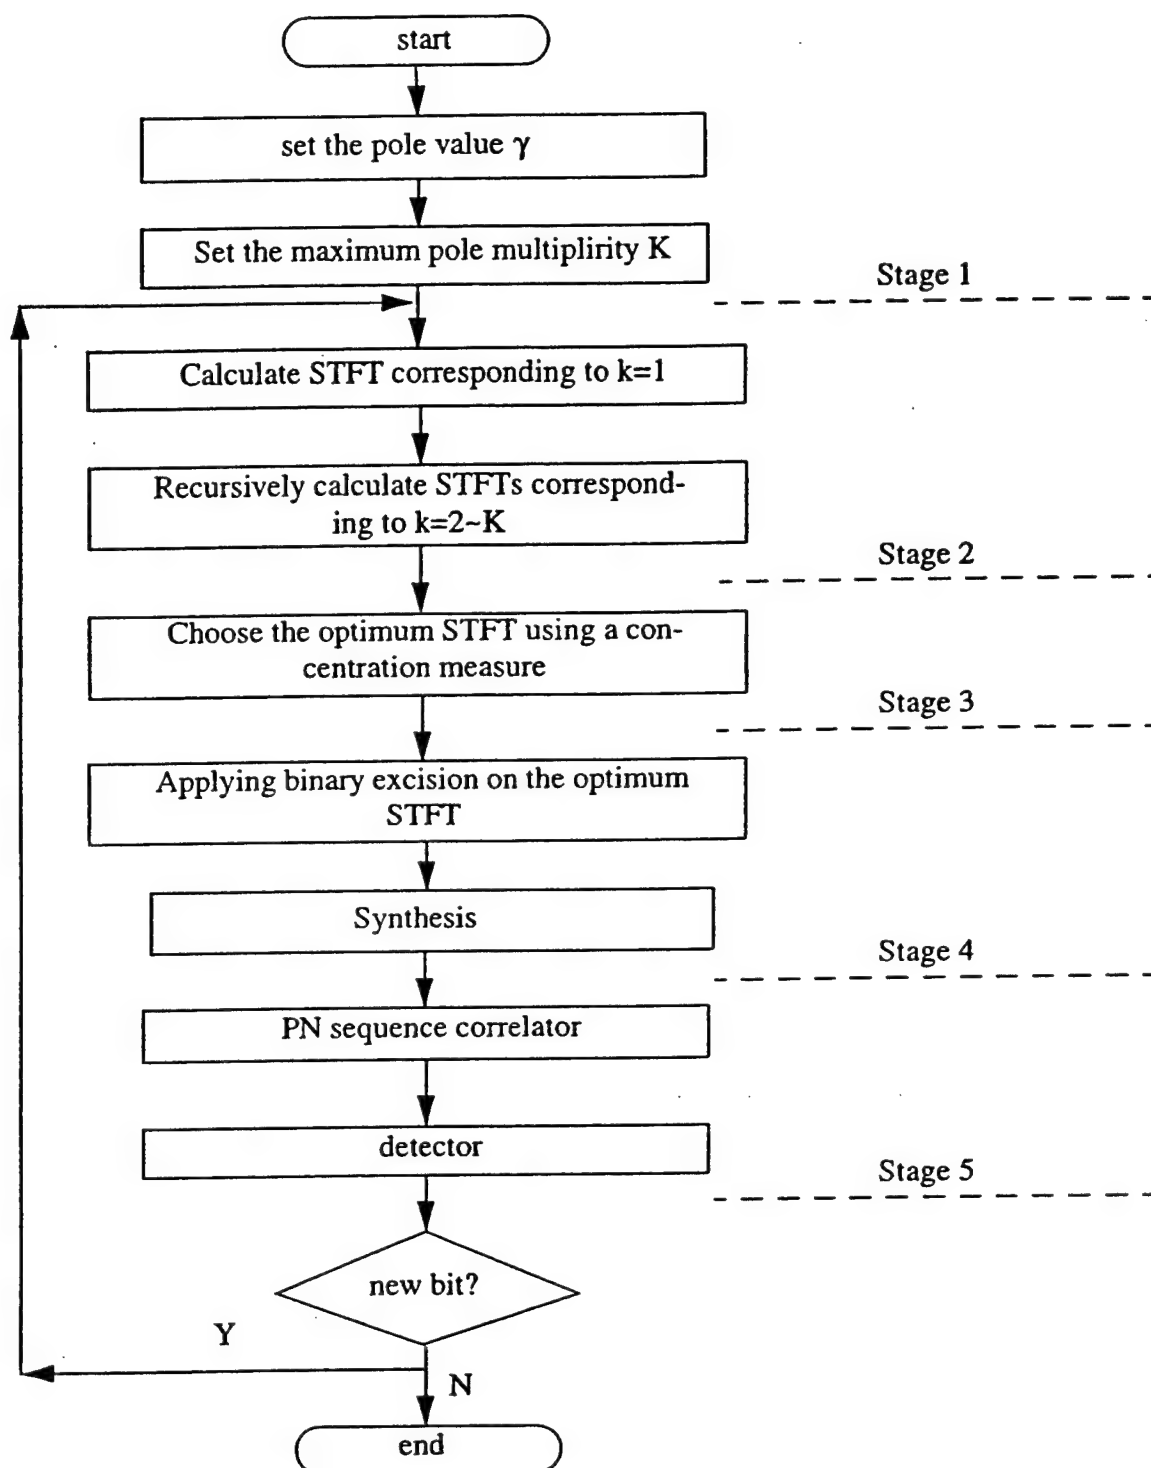 start
set the pole value γ
Set the maximum pole multiplirity K
Stage 1
Calculate STFT corresponding to k=1
Recursively calculate STFTs correspond-
ing to k=2~K
Stage 2
Choose the optimum STFT using a con-
centration measure
Stage 3
Applying binary excision on the optimum
STFT
Synthesis
Stage 4
PN sequence correlator
detector
Stage 5
new bit?
Y
N
end